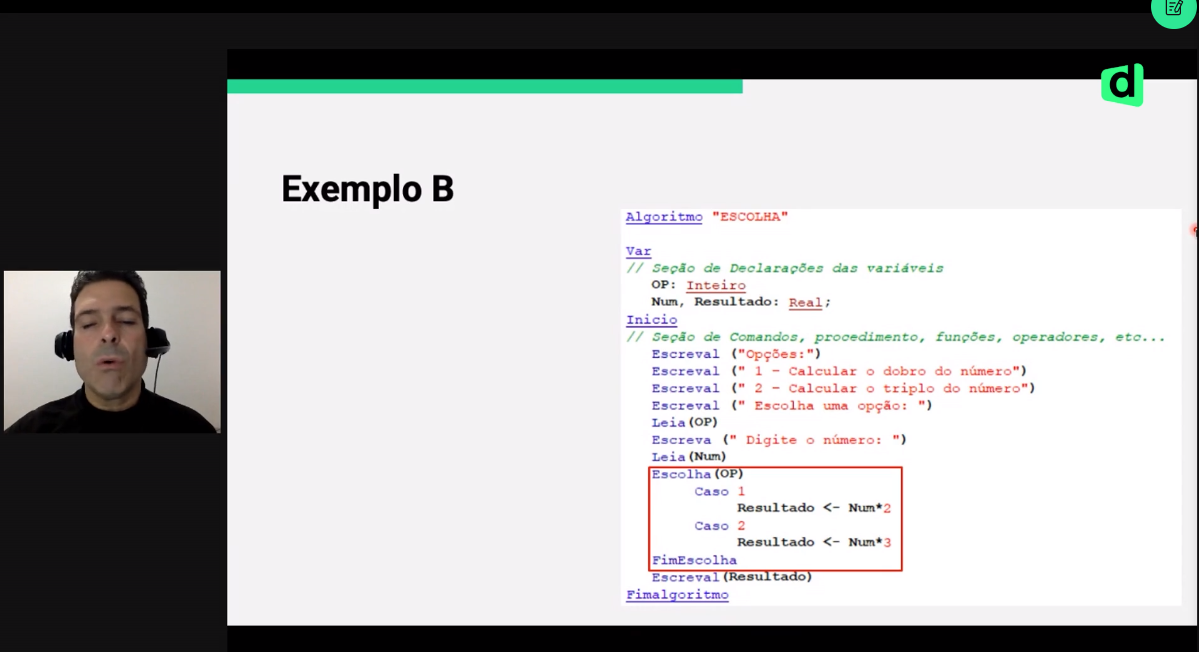 d
Exemplo B
Algoritmo "ESCOLHA"
Var
// Seção de Declarações das variáveis
OP: Inteiro
Num, Resultado: Real;
Inicio
// Seção de Comandos, procedimento, funções, operadores, etc...
Escreval ("Opções:")
Escreval (" 1 - Calcular o dobro do número")
Escreval (" 2 - Calcular o triplo do número")
Escreval (" Escolha uma opção: ")
Leia(OP)
Escreva (" Digite o número: ")
Leia(Num)
Escolha(OP)
Caso 1
Resultado <- Num*2
Caso 2
Resultado <- Num*3
FimEscolha
Escreval(Resultado)
Fimalgoritmo